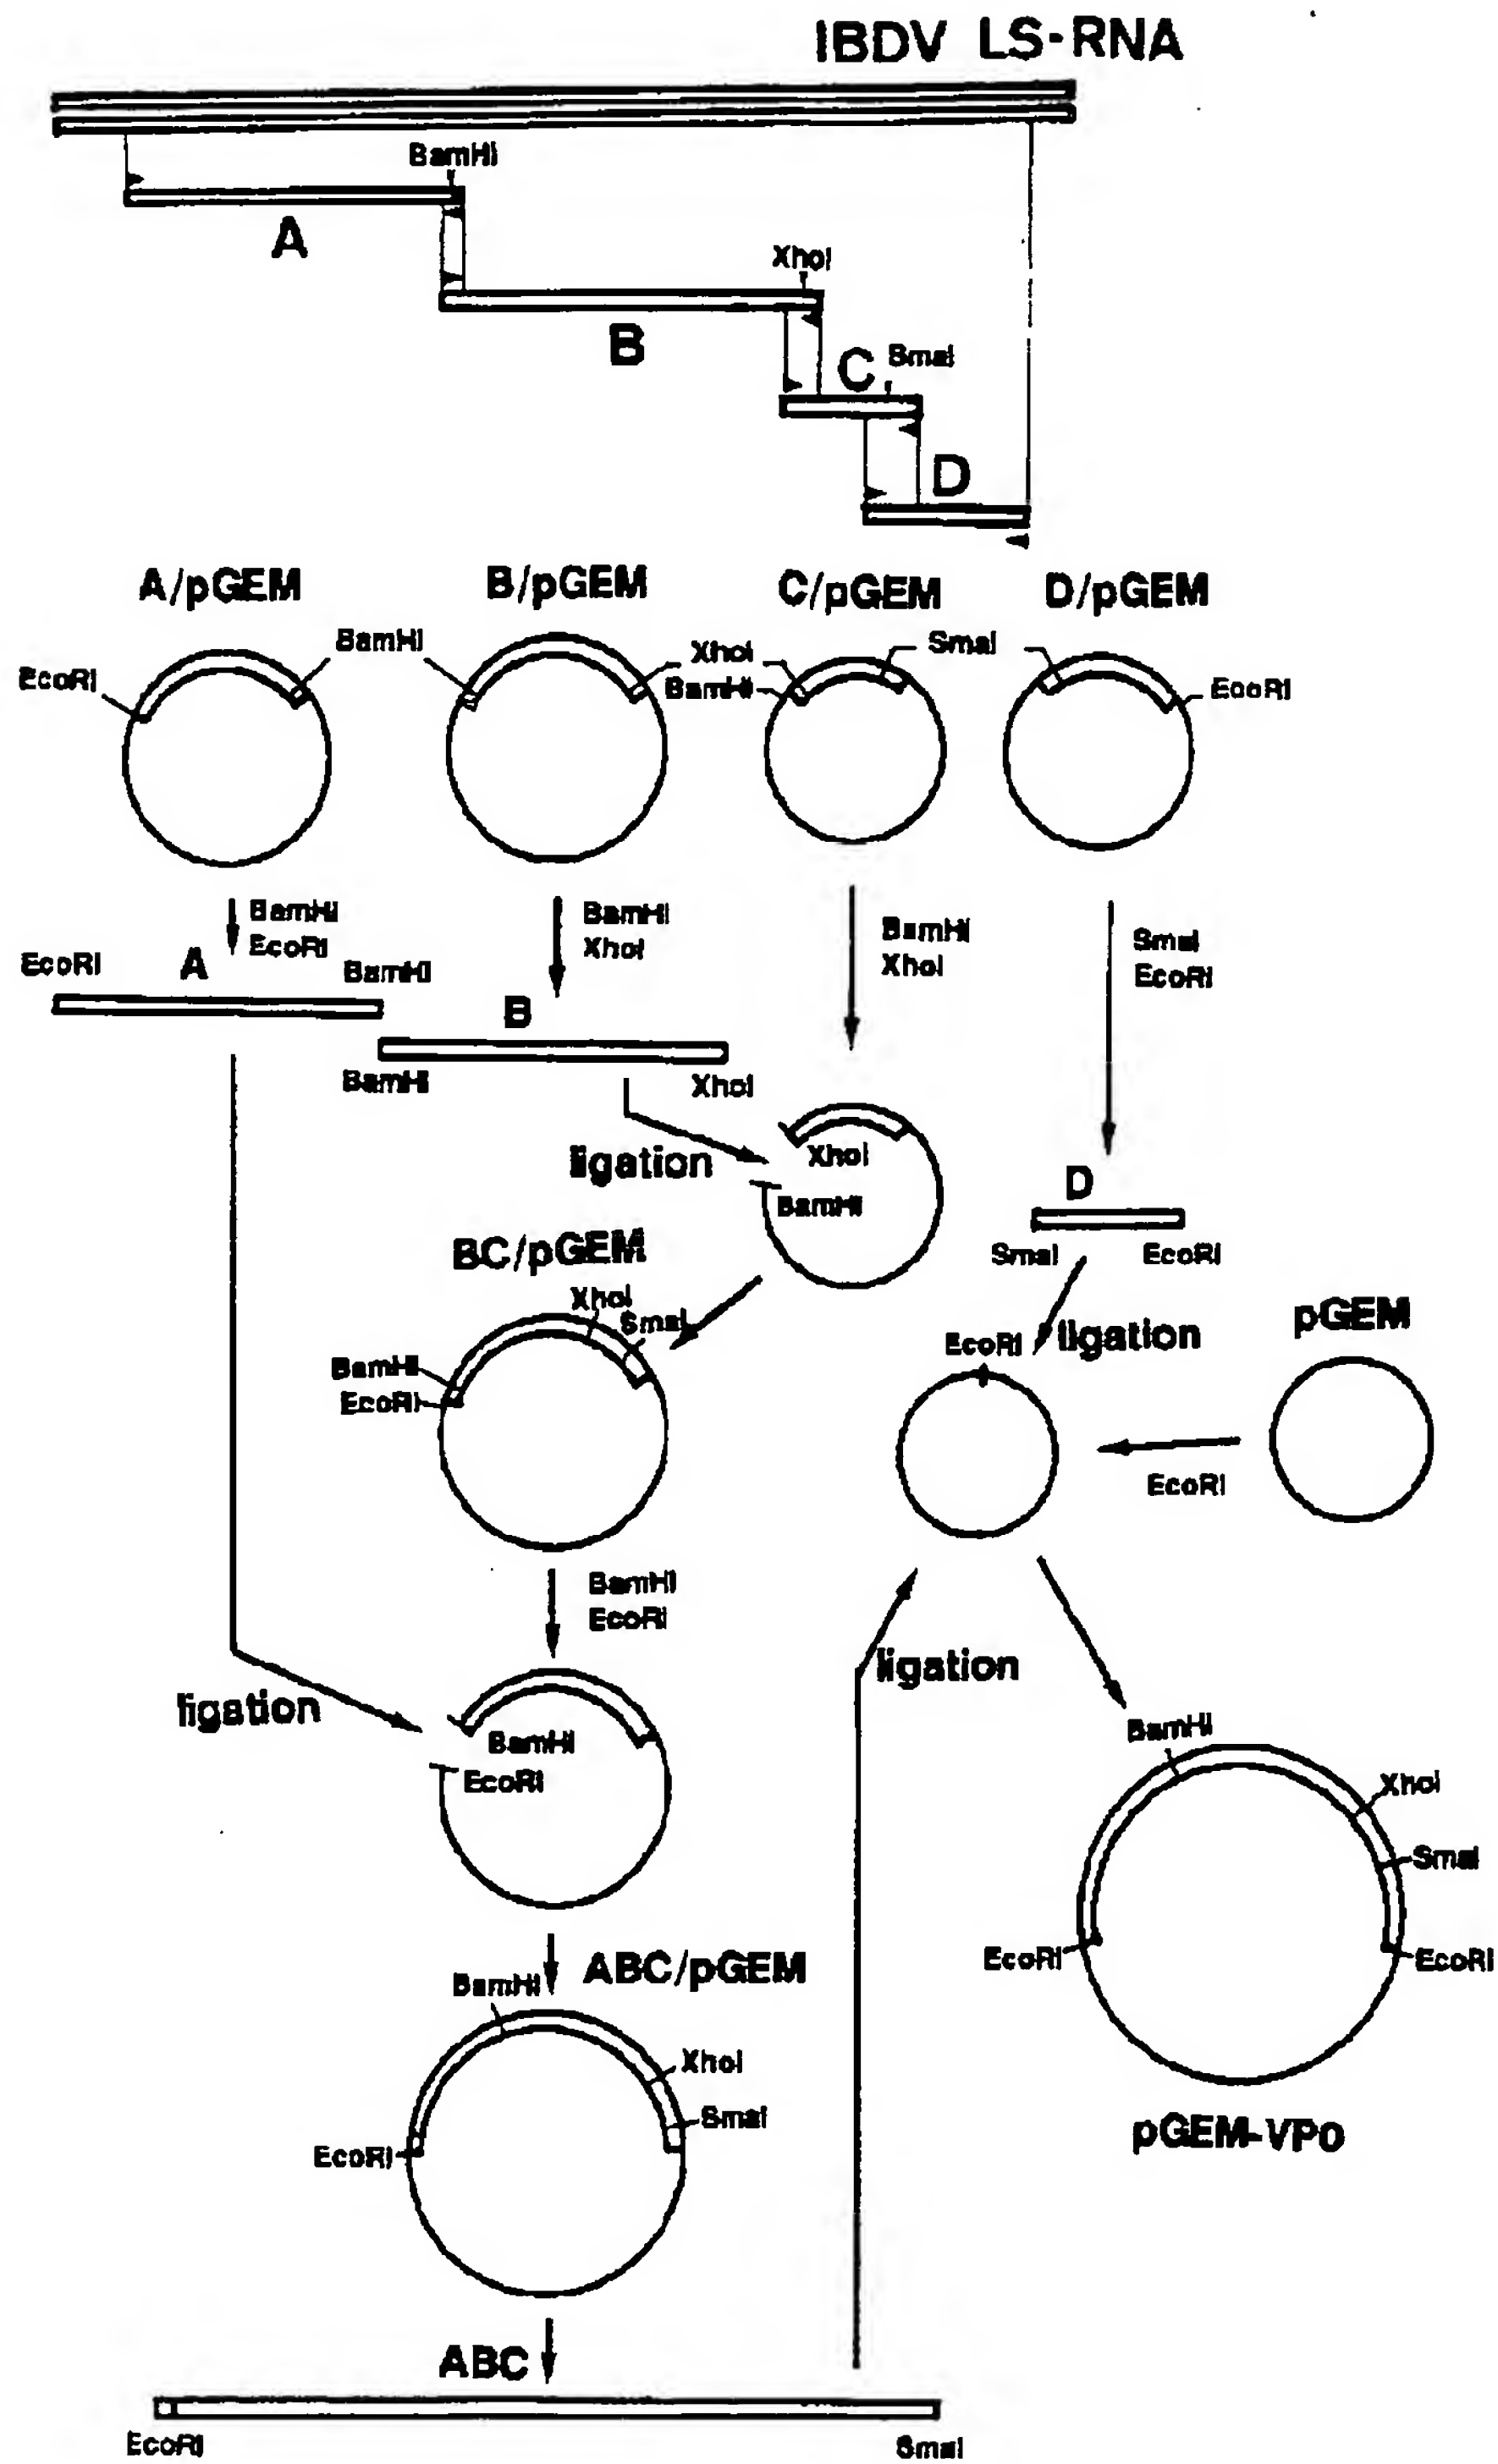 IBDV LS-RNA
BamHI
A
XhoI
B
C
SmaI
D
A/pGEM
B/pGEM
C/pGEM
D/pGEM
EcoRI
BamHI
XhoI
BamHI
SmaI
EcoRI
BamHI
EcoRI
BamHI
XhoI
BamHI
XhoI
SmaI
EcoRI
EcoRI
A
BamHI
B
BamHI
XhoI
ligation
XhoI
BamHI
D
SmaI
EcoRI
BC/pGEM
XhoI
SmaI
BamHI
EcoRI
EcoRI
ligation
pGEM
EcoRI
BamHI
EcoRI
ligation
BamHI
EcoRI
ligation
BamHI
XhoI
SmaI
EcoRI
EcoRI
pGEM-VP0
ABC/pGEM
BamHI
XhoI
SmaI
EcoRI
ABC
EcoRI
SmaI